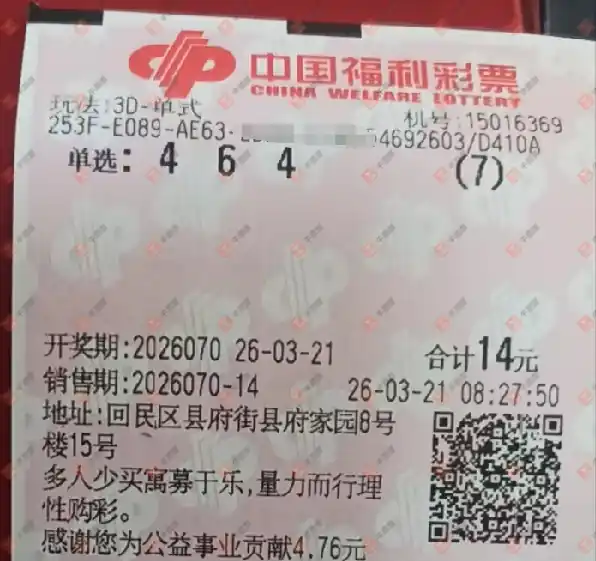 中国福利彩票
CHINA WELFARE LOTTERY
玩法:3D-单式
机号:15016369
253F-E089-AE63- 54692603/D410A
单选: 4 6 4 (7)
开奖期:2026070 26-03-21 合计14元
销售期:2026070-14 26-03-21 08:27:50
地址:回民区县府街县府家园8号
楼15号
多人少买寓募于乐,量力而行理
性购彩。
感谢您为公益事业贡献4.76元